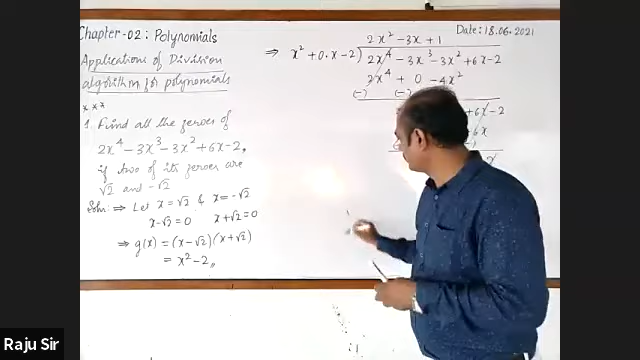 Chapter-02: Polynomials
Applications of Division
algorithm for polynomials
***
1. Find all the zeroes of
2x⁴ - 3x³ - 3x² + 6x - 2,
if two of its zeroes are
√2 and -√2
Soln: ⇒ Let x = √2 & x = -√2
x - √2 = 0 x + √2 = 0
⇒ g(x) = (x - √2)(x + √2)
= x² - 2,,
Date: 18.06.2021
2x² - 3x + 1
⇒ x² + 0.x - 2) 2x⁴ - 3x³ - 3x² + 6x - 2
2x⁴ + 0 - 4x²
(-) (-)
+ 6x - 2
6x
Raju Sir